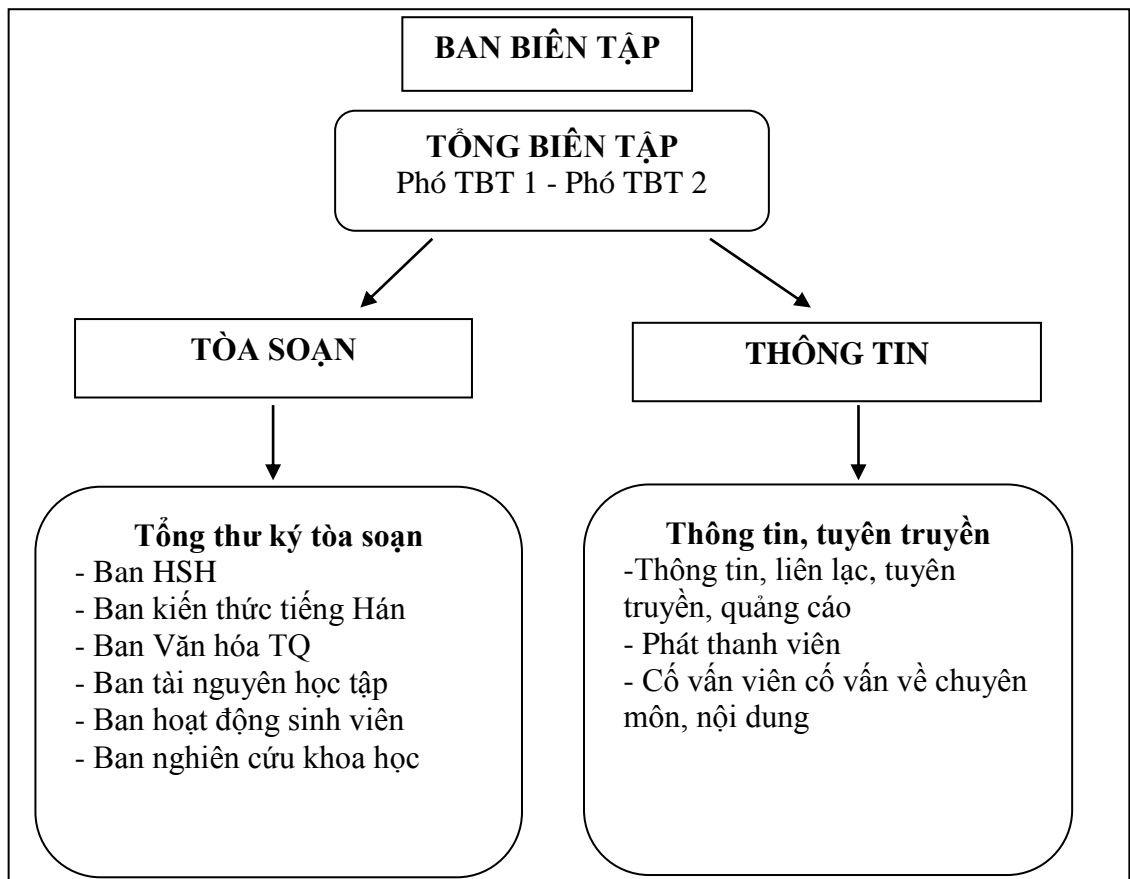 BAN BIÊN TẬP
TỔNG BIÊN TẬP
Phó TBT 1 - Phó TBT 2
TÒA SOẠN
THÔNG TIN
Tổng thư ký tòa soạn
- Ban HSH
- Ban kiến thức tiếng Hán
- Ban Văn hóa TQ
- Ban tài nguyên học tập
- Ban hoạt động sinh viên
- Ban nghiên cứu khoa học
Thông tin, tuyên truyền
-Thông tin, liên lạc, tuyên
truyền, quảng cáo
- Phát thanh viên
- Cố vấn viên cố vấn về chuyên
môn, nội dung